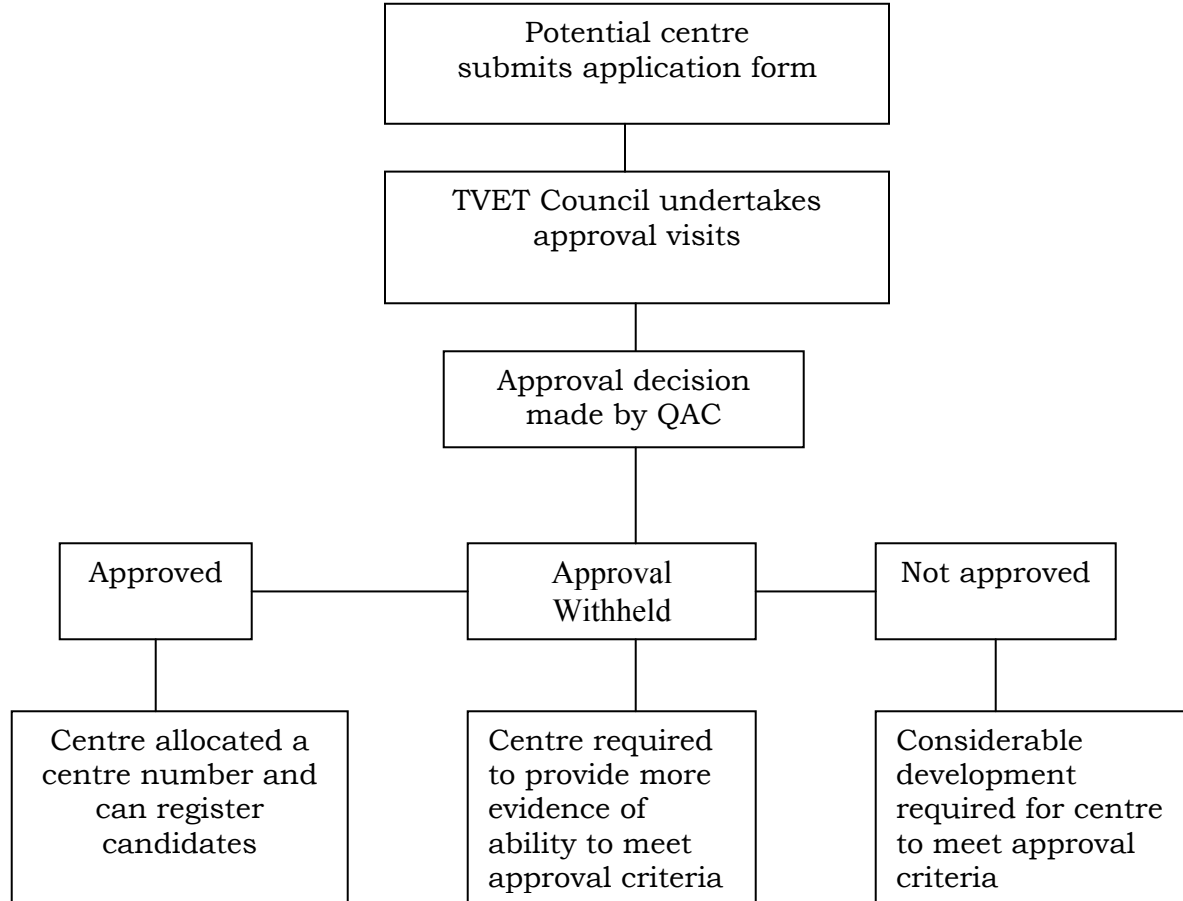 Potential centre
submits application form
TVET Council undertakes
approval visits
Approval decision
made by QAC
Approved
Approval
Withheld
Not approved
Centre allocated a
centre number and
can register
candidates
Centre required
to provide more
evidence of
ability to meet
approval criteria
Considerable
development
required for centre
to meet approval
criteria